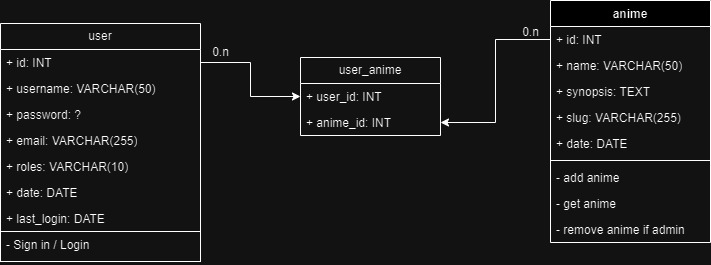 user
+ id: INT
+ username: VARCHAR(50)
+ password: ?
+ email: VARCHAR(255)
+ roles: VARCHAR(10)
+ date: DATE
+ last_login: DATE
- Sign in / Login
0.n
user_anime
+ user_id: INT
+ anime_id: INT
0.n
anime
+ id: INT
+ name: VARCHAR(50)
+ synopsis: TEXT
+ slug: VARCHAR(255)
+ date: DATE
- add anime
- get anime
- remove anime if admin